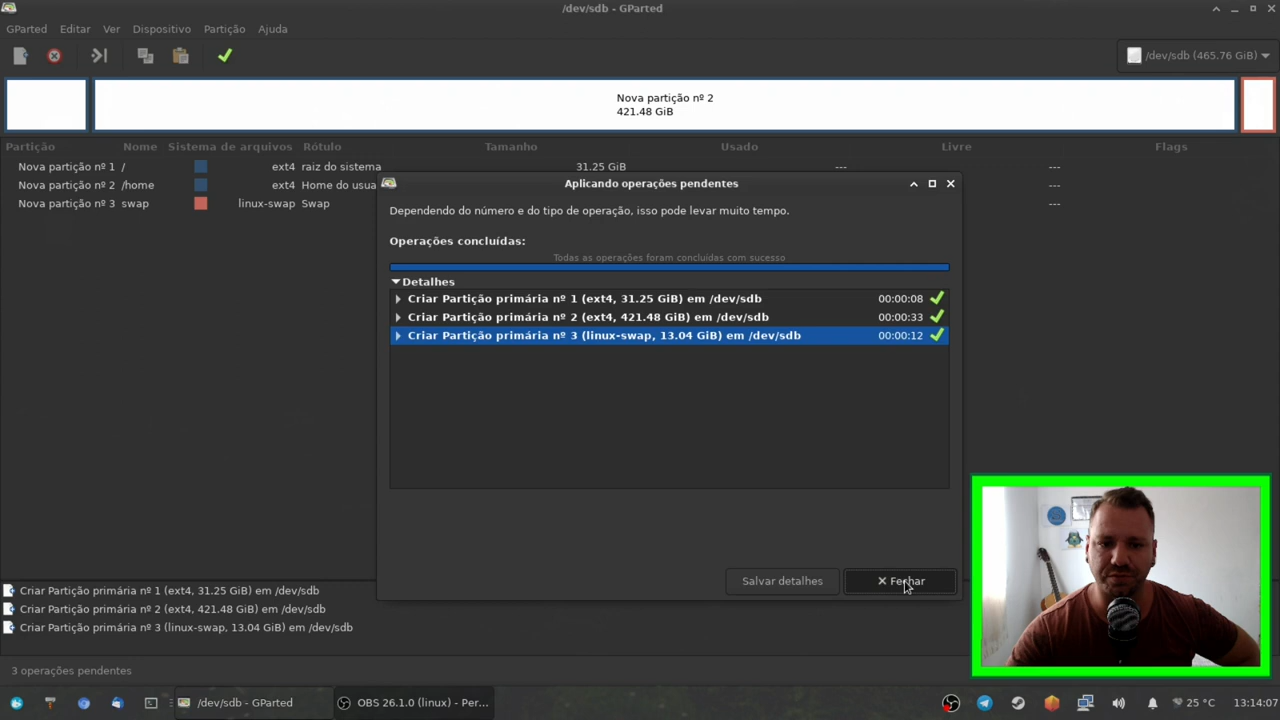 /dev/sdb - GParted
GParted Editar Ver Dispositivo Partição Ajuda
/dev/sdb (465.76 GiB)
Nova partição nº 2
421.48 GiB
Partição Nome Sistema de arquivos Rótulo Tamanho Usado Livre Flags
Nova partição nº 1 / ext4 raiz do sistema 31.25 GiB --- ---
Nova partição nº 2 /home ext4 Home do usua ---
Nova partição nº 3 swap linux-swap Swap ---
Aplicando operações pendentes
Dependendo do número e do tipo de operação, isso pode levar muito tempo.
Operações concluídas:
Todas as operações foram concluidas com sucesso
Detalhes
Criar Partição primária nº 1 (ext4, 31.25 GiB) em /dev/sdb 00:00:08
Criar Partição primária nº 2 (ext4, 421.48 GiB) em /dev/sdb 00:00:33
Criar Partição primária nº 3 (linux-swap, 13.04 GiB) em /dev/sdb 00:00:12
Salvar detalhes Fechar
Criar Partição primária nº 1 (ext4, 31.25 GiB) em /dev/sdb
Criar Partição primária nº 2 (ext4, 421.48 GiB) em /dev/sdb
Criar Partição primária nº 3 (linux-swap, 13.04 GiB) em /dev/sdb
3 operações pendentes
/dev/sdb - GParted OBS 26.1.0 (linux) - Per... 25 °C 13:14:07